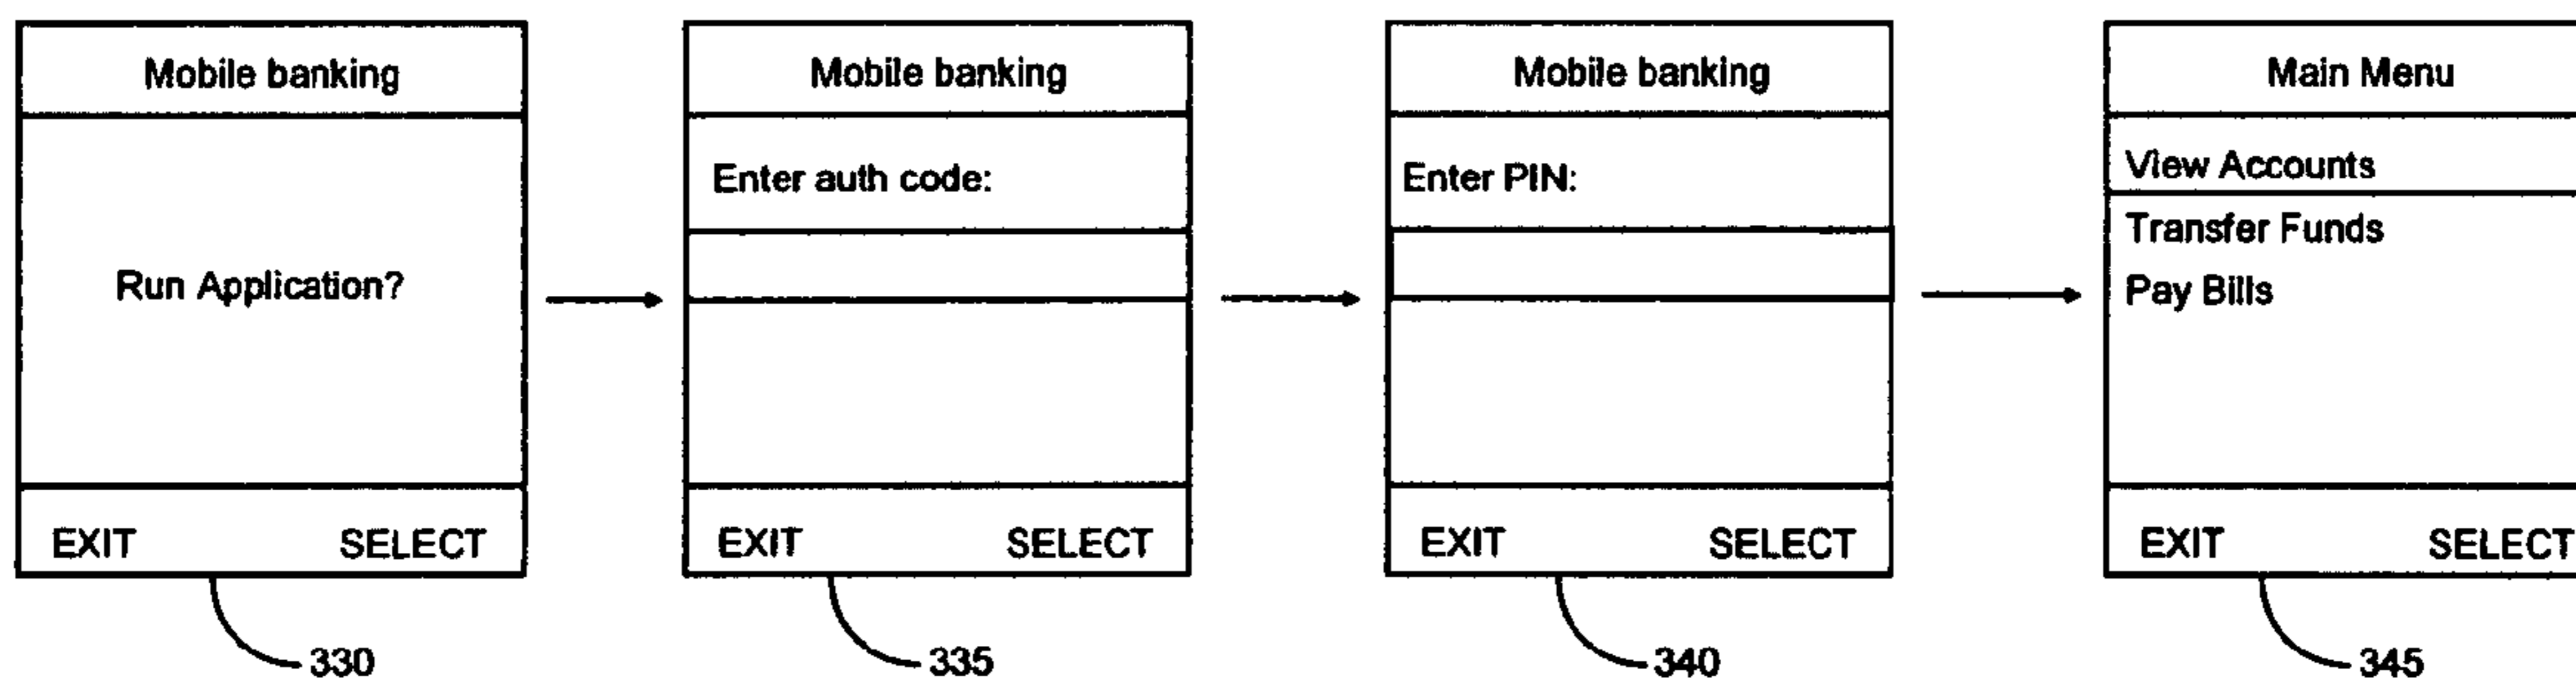 Mobile banking
Run Application?
EXIT SELECT
330
Mobile banking
Enter auth code:
EXIT SELECT
335
Mobile banking
Enter PIN:
EXIT SELECT
340
Main Menu
View Accounts
Transfer Funds
Pay Bills
EXIT SELECT
345